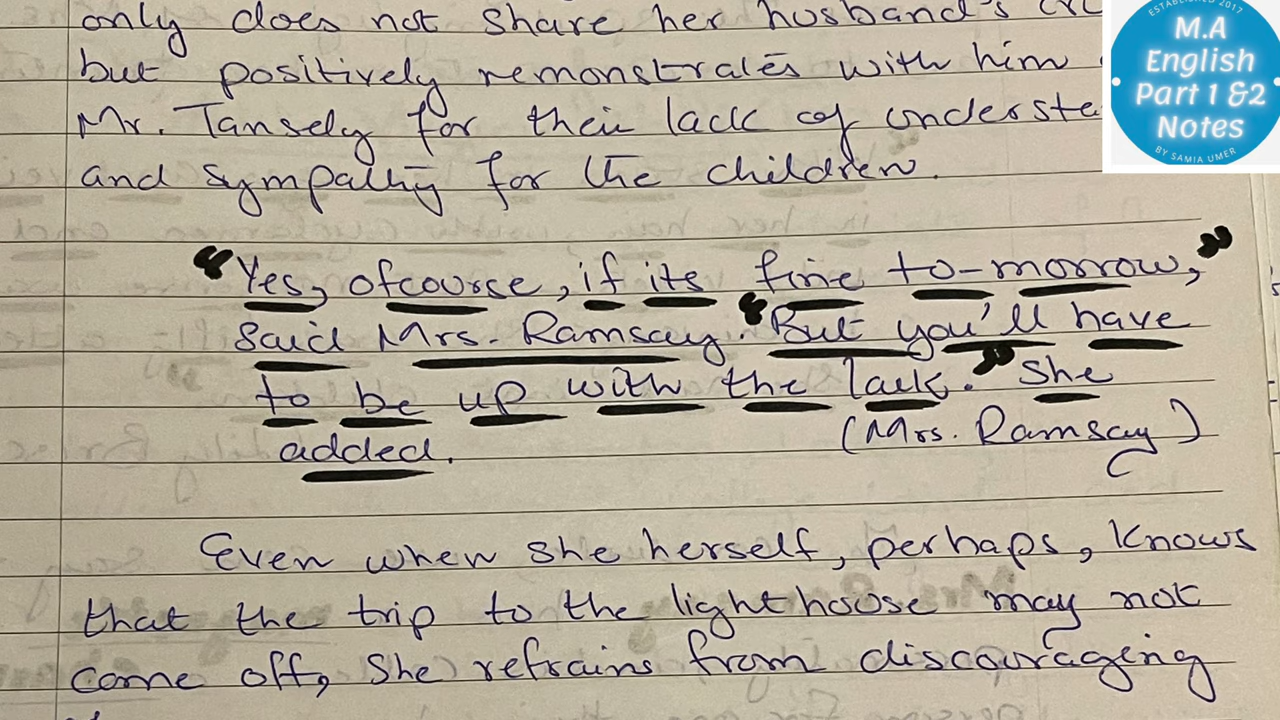 only does not share her husband's
but positively remonstrates with him
Mr. Tansely for their lack of underste
and sympathy for the children.
"Yes, ofcourse, if its fine to-morrow,"
said Mrs. Ramsay. "But you'll have
to be up with the lark." She
added.
(Mrs. Ramsay)
Even when she herself, perhaps, knows
that the trip to the lighthouse may not
come off, She refrains from discouraging
ESTABLISHED 2017
M.A
English
Part 1 &2
Notes
BY SAMIA UMER